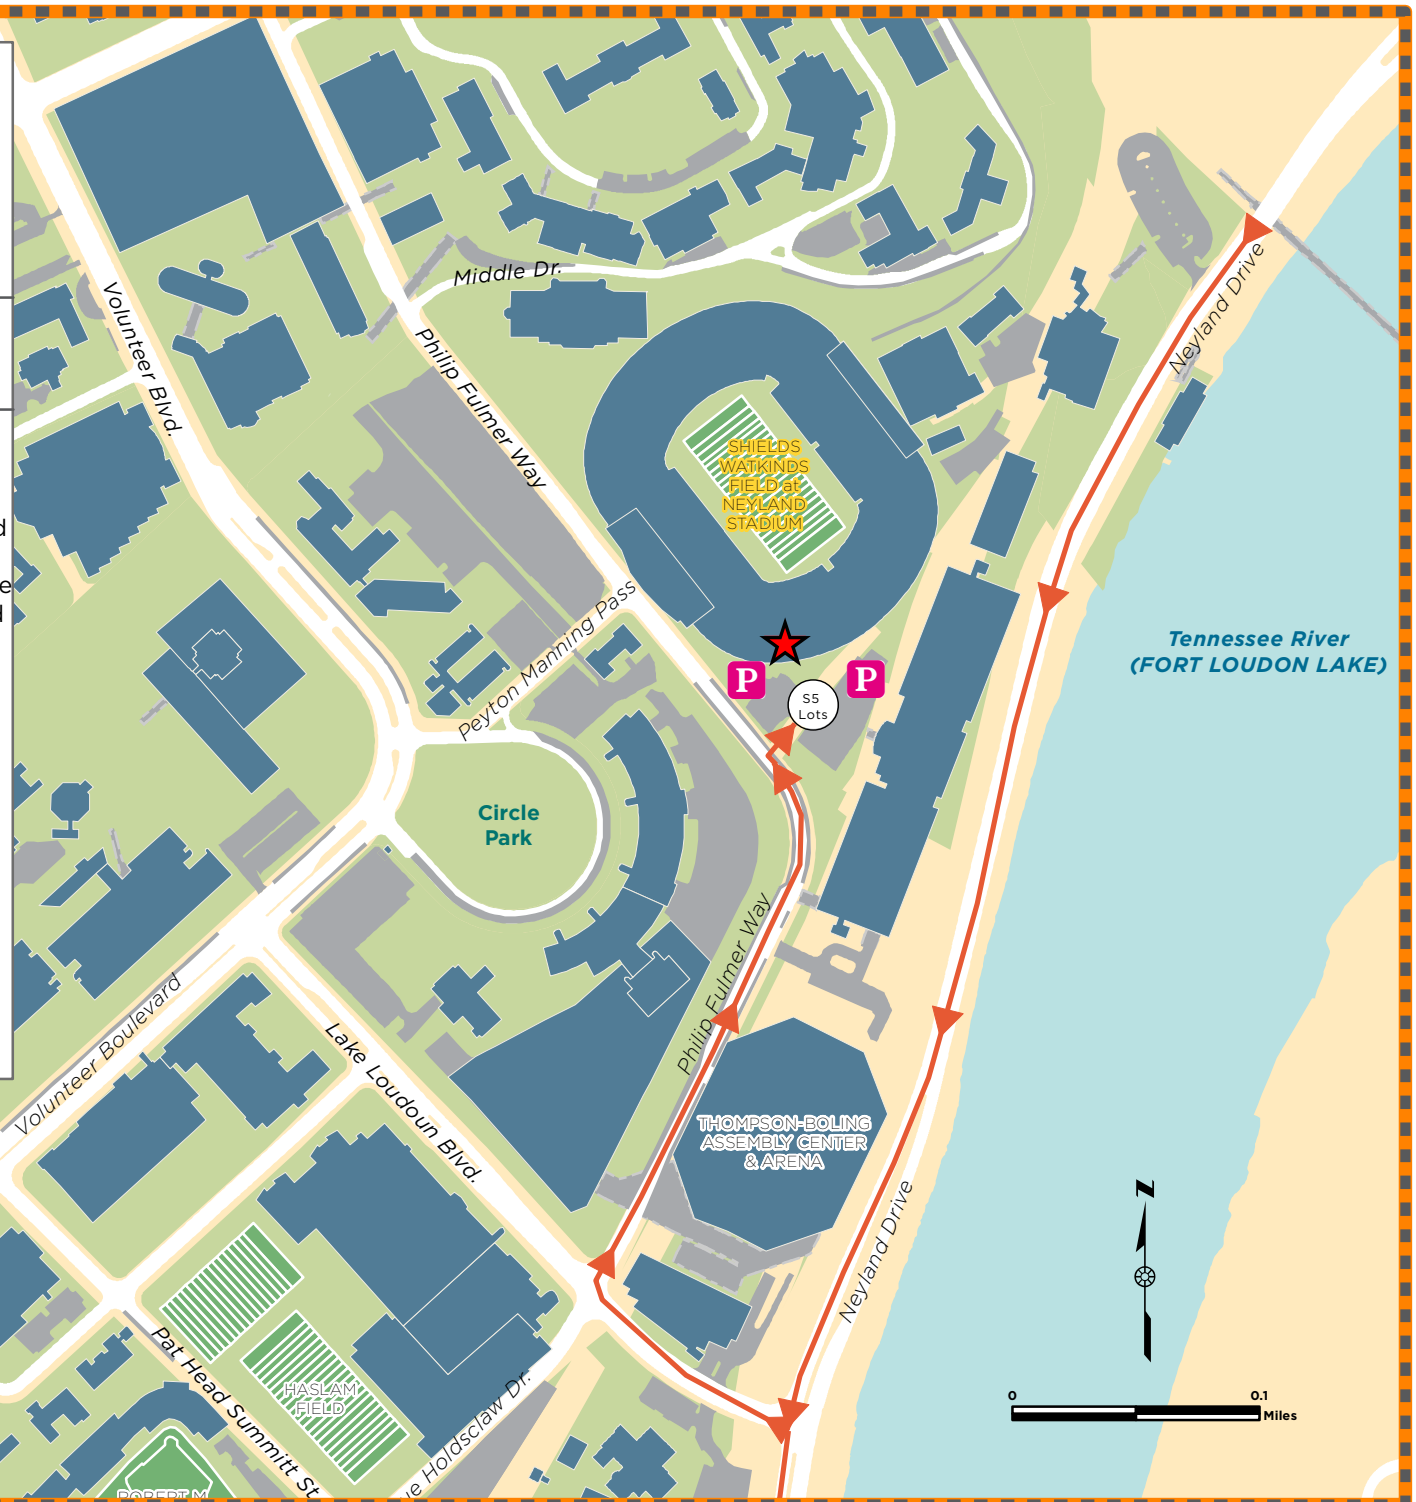 Middle Dr.
Volunteer Blvd.
Philip Fulmer Way
Neyland Drive
SHIELDS
WATKINDS
FIELD at
NEYLAND
STADIUM
d
e
Peyton Manning Pass
Tennessee River
(FORT LOUDON LAKE)
P
P
S5
Lots
Circle
Park
Philip Fulmer Way
Volunteer Boulevard
Lake Loudoun Blvd.
THOMPSON-BOLING
ASSEMBLY CENTER
& ARENA
N
Neyland Drive
Pat Head Summitt St
HASLAM
FIELD
ue Holdsclaw Dr.
0
0.1
Miles
ROBERT M